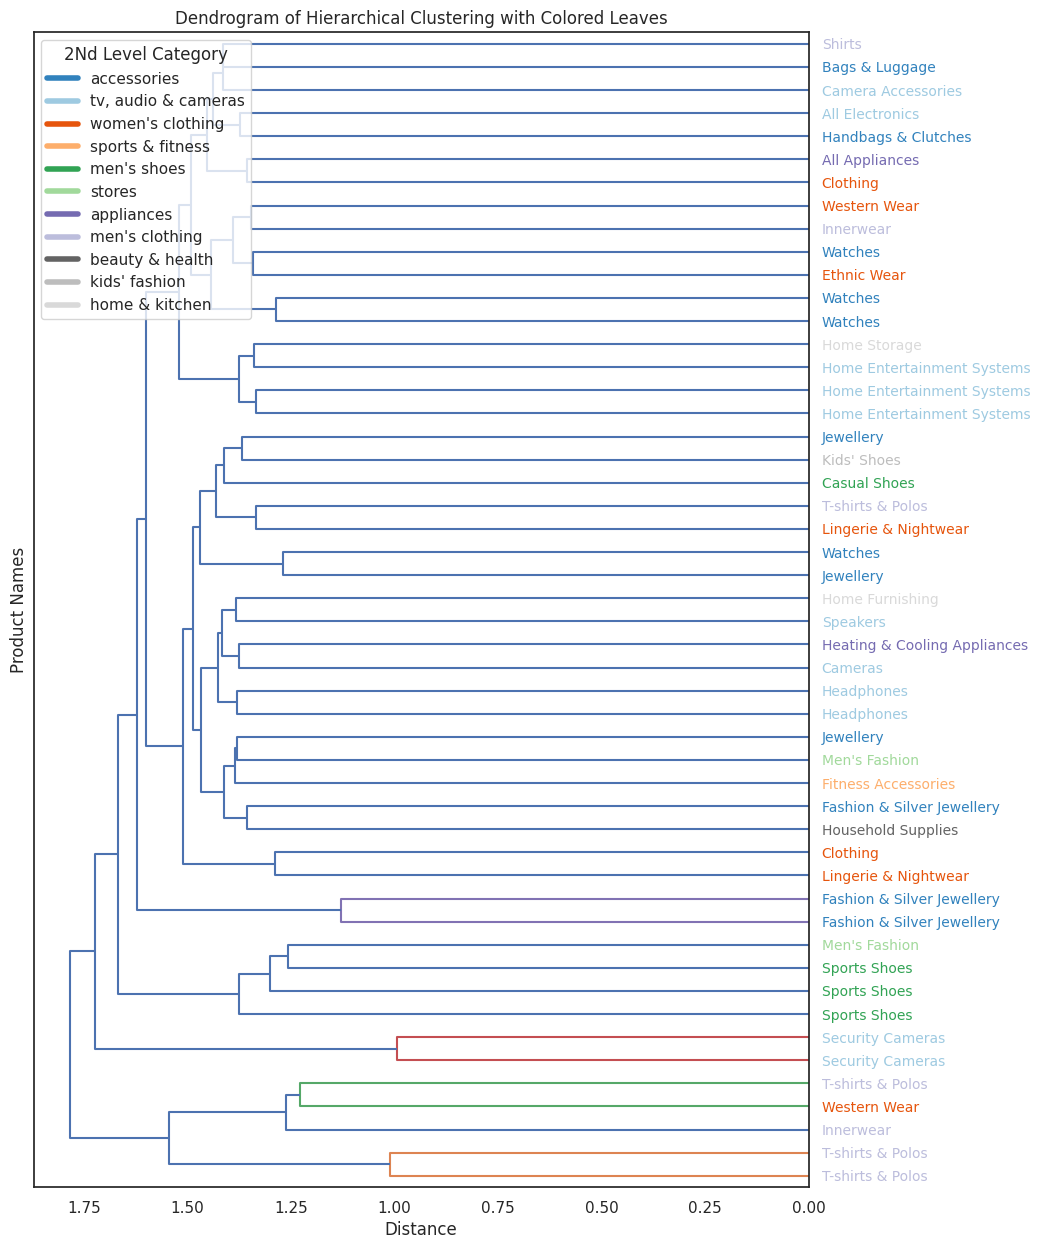 Dendrogram of Hierarchical Clustering with Colored Leaves
2Nd Level Category
accessories
tv, audio & cameras
women's clothing
sports & fitness
men's shoes
stores
appliances
men's clothing
beauty & health
kids' fashion
home & kitchen
Shirts
Bags & Luggage
Camera Accessories
All Electronics
Handbags & Clutches
All Appliances
Clothing
Western Wear
Innerwear
Watches
Ethnic Wear
Watches
Watches
Home Storage
Home Entertainment Systems
Home Entertainment Systems
Home Entertainment Systems
Jewellery
Kids' Shoes
Casual Shoes
T-shirts & Polos
Lingerie & Nightwear
Watches
Jewellery
Home Furnishing
Speakers
Heating & Cooling Appliances
Cameras
Headphones
Headphones
Jewellery
Men's Fashion
Fitness Accessories
Fashion & Silver Jewellery
Household Supplies
Clothing
Lingerie & Nightwear
Fashion & Silver Jewellery
Fashion & Silver Jewellery
Men's Fashion
Sports Shoes
Sports Shoes
Sports Shoes
Security Cameras
Security Cameras
T-shirts & Polos
Western Wear
Innerwear
T-shirts & Polos
T-shirts & Polos
Product Names
1.75 1.50 1.25 1.00 0.75 0.50 0.25 0.00
Distance